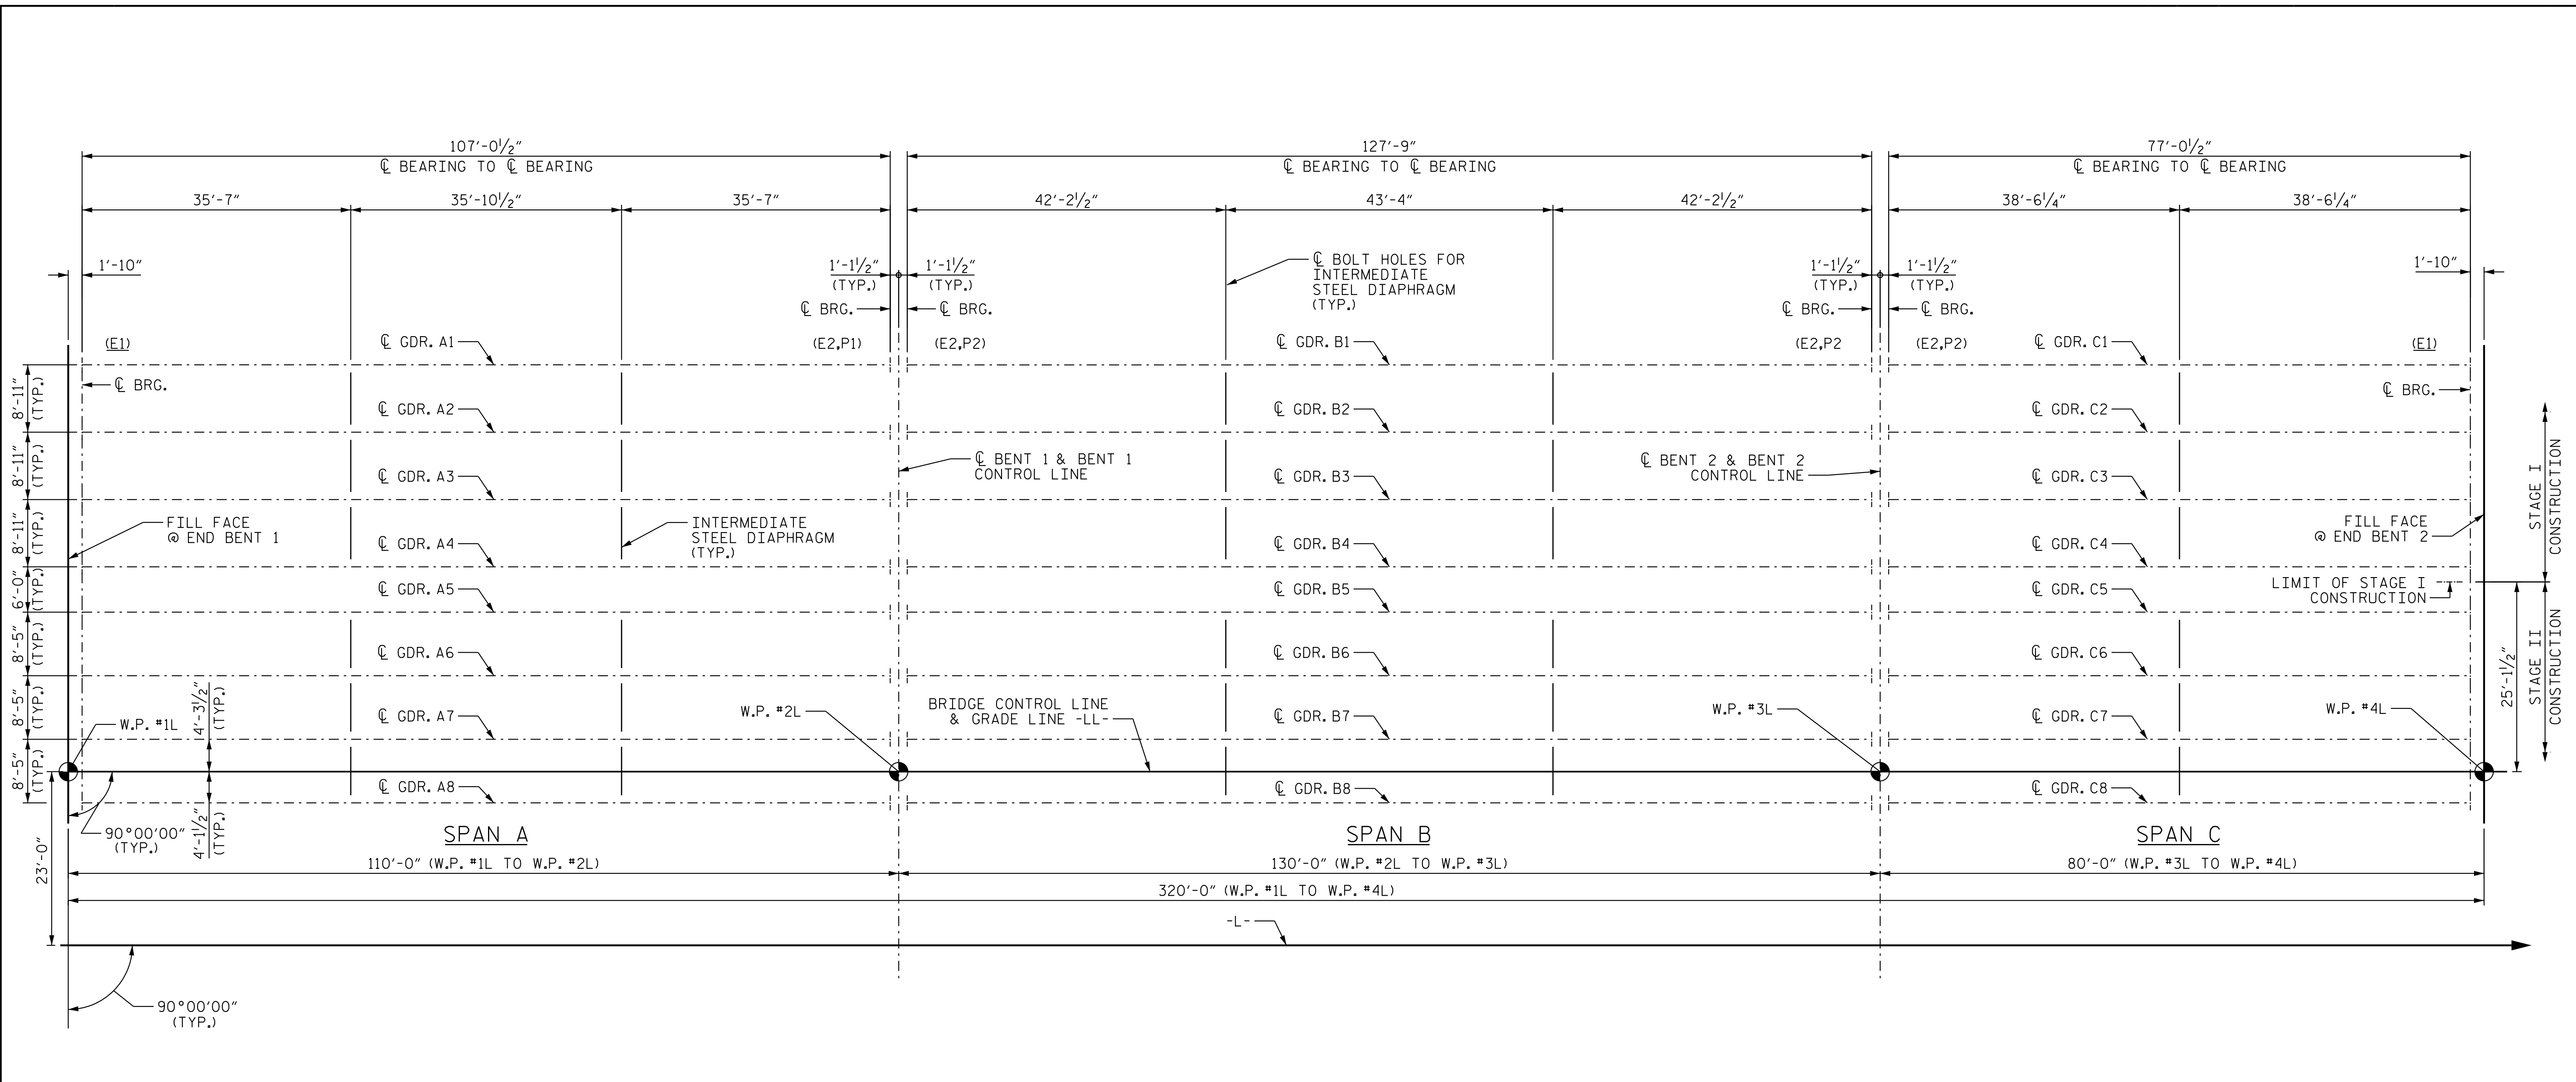 107'-0½"
℄ BEARING TO ℄ BEARING
127'-9"
℄ BEARING TO ℄ BEARING
77'-0½"
℄ BEARING TO ℄ BEARING
35'-7"
35'-10½"
35'-7"
42'-2½"
43'-4"
42'-2½"
38'-6¼"
38'-6¼"
1'-10"
1'-1½"
(TYP.)
1'-1½"
(TYP.)
℄ BOLT HOLES FOR
INTERMEDIATE
STEEL DIAPHRAGM
(TYP.)
1'-1½"
(TYP.)
1'-1½"
(TYP.)
1'-10"
℄ BRG.
℄ BRG.
℄ BRG.
℄ BRG.
(E1)
℄ GDR. A1
(E2,P1)
(E2,P2)
℄ GDR. B1
(E2,P2
(E2,P2)
℄ GDR. C1
(E1)
℄ BRG.
℄ BRG.
8'-11"
(TYP.)
℄ GDR. A2
℄ GDR. B2
℄ GDR. C2
8'-11"
(TYP.)
℄ BENT 1 & BENT 1
CONTROL LINE
℄ BENT 2 & BENT 2
CONTROL LINE
℄ GDR. A3
℄ GDR. B3
℄ GDR. C3
STAGE I
CONSTRUCTION
8'-11"
(TYP.)
FILL FACE
@ END BENT 1
INTERMEDIATE
STEEL DIAPHRAGM
(TYP.)
FILL FACE
@ END BENT 2
℄ GDR. A4
℄ GDR. B4
℄ GDR. C4
6'-0"
(TYP.)
℄ GDR. A5
℄ GDR. B5
℄ GDR. C5
LIMIT OF STAGE I
CONSTRUCTION
8'-5"
(TYP.)
℄ GDR. A6
℄ GDR. B6
℄ GDR. C6
STAGE II
CONSTRUCTION
25'-1½"
8'-5"
(TYP.)
W.P. #1L
4'-3½"
(TYP.)
℄ GDR. A7
W.P. #2L
BRIDGE CONTROL LINE
& GRADE LINE -LL-
℄ GDR. B7
W.P. #3L
℄ GDR. C7
W.P. #4L
8'-5"
(TYP.)
℄ GDR. A8
℄ GDR. B8
℄ GDR. C8
90°00'00"
(TYP.)
4'-1½"
(TYP.)
SPAN A
SPAN B
SPAN C
23'-0"
110'-0" (W.P. #1L TO W.P. #2L)
130'-0" (W.P. #2L TO W.P. #3L)
80'-0" (W.P. #3L TO W.P. #4L)
320'-0" (W.P. #1L TO W.P. #4L)
-L-
90°00'00"
(TYP.)